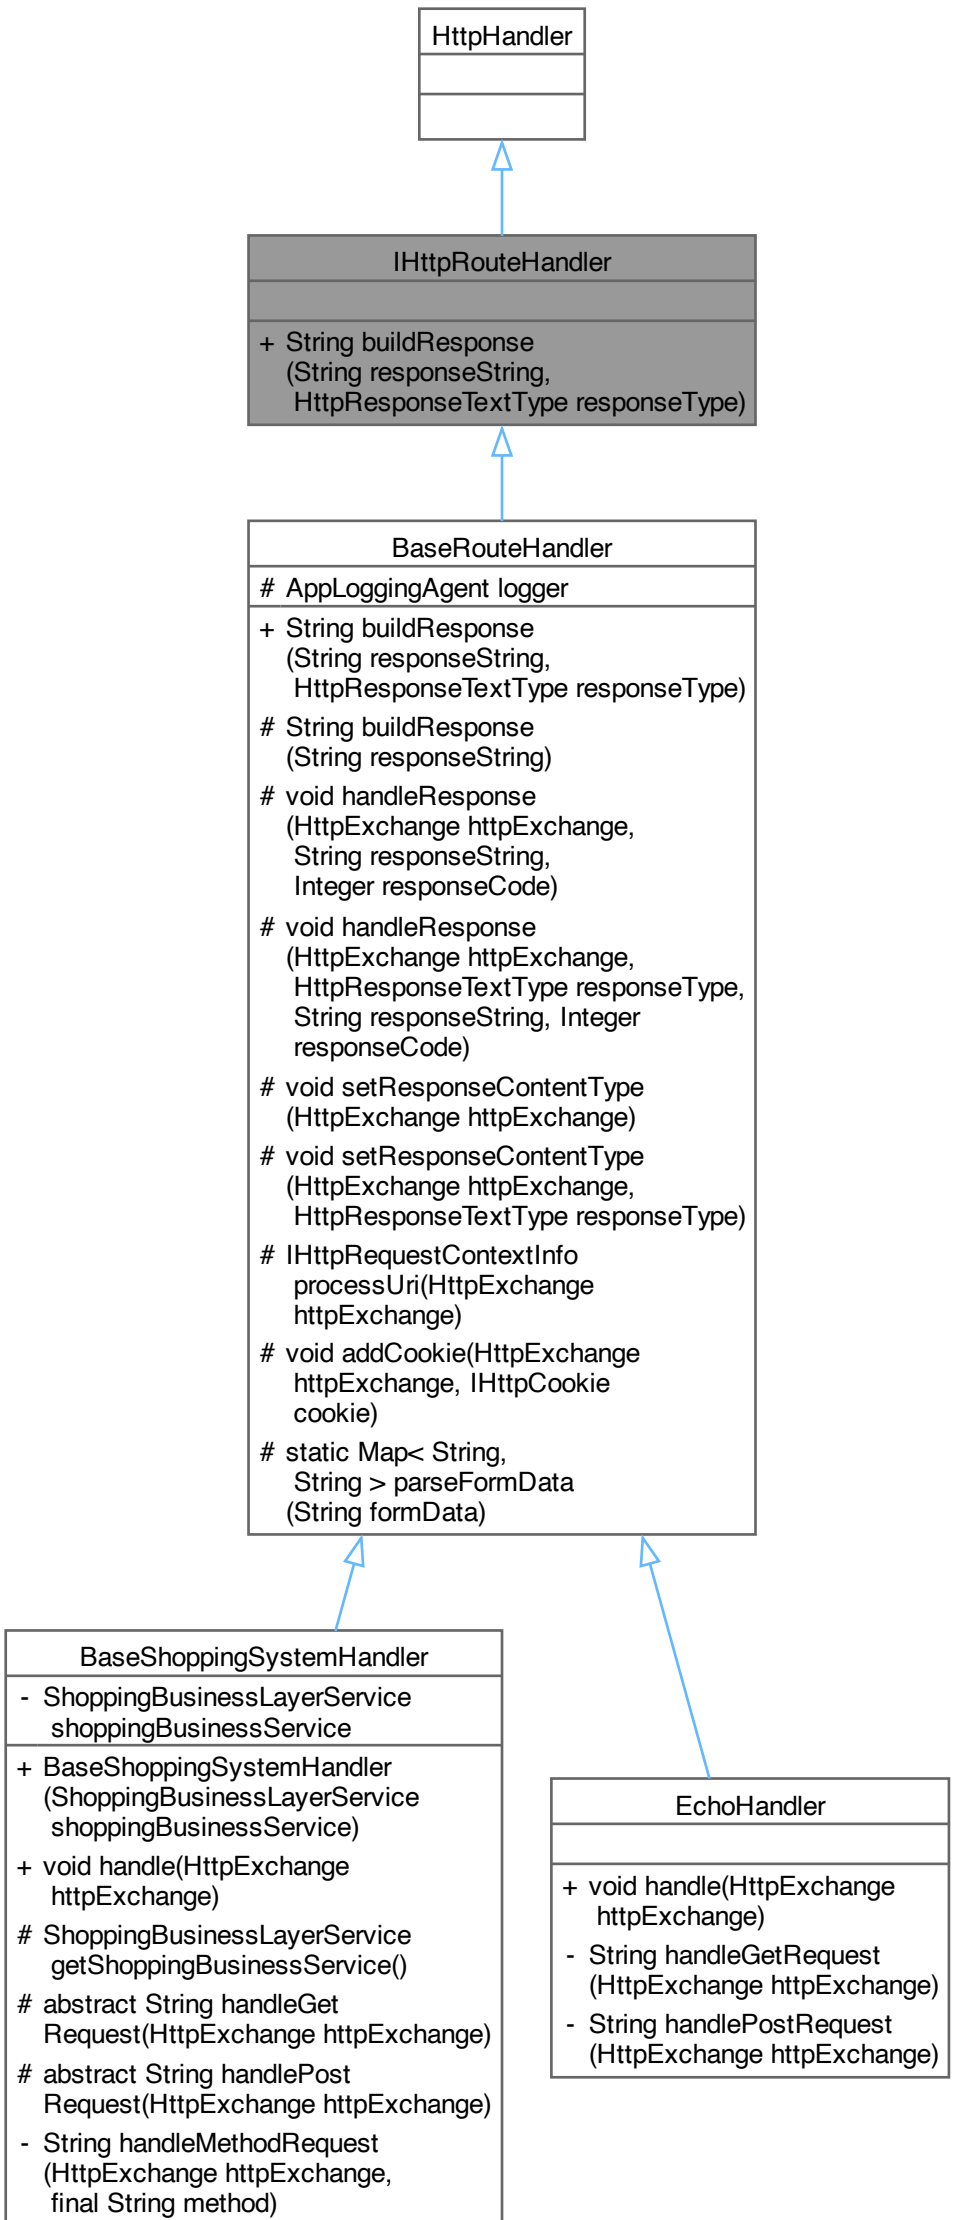 HttpHandler
IHttpRouteHandler
+ String buildResponse
(String responseString,
HttpResponseTextType responseType)
BaseRouteHandler
# AppLoggingAgent logger
+ String buildResponse
(String responseString,
HttpResponseTextType responseType)
# String buildResponse
(String responseString)
# void handleResponse
(HttpExchange httpExchange,
String responseString,
Integer responseCode)
# void handleResponse
(HttpExchange httpExchange,
HttpResponseTextType responseType,
String responseString, Integer
responseCode)
# void setResponseContentType
(HttpExchange httpExchange)
# void setResponseContentType
(HttpExchange httpExchange,
HttpResponseTextType responseType)
# IHttpRequestContextInfo
processUri(HttpExchange
httpExchange)
# void addCookie(HttpExchange
httpExchange, IHttpCookie
cookie)
# static Map< String,
String > parseFormData
(String formData)
BaseShoppingSystemHandler
- ShoppingBusinessLayerService
shoppingBusinessService
+ BaseShoppingSystemHandler
(ShoppingBusinessLayerService
shoppingBusinessService)
+ void handle(HttpExchange
httpExchange)
# ShoppingBusinessLayerService
getShoppingBusinessService()
# abstract String handleGet
Request(HttpExchange httpExchange)
# abstract String handlePost
Request(HttpExchange httpExchange)
- String handleMethodRequest
(HttpExchange httpExchange,
final String method)
EchoHandler
+ void handle(HttpExchange
httpExchange)
- String handleGetRequest
(HttpExchange httpExchange)
- String handlePostRequest
(HttpExchange httpExchange)